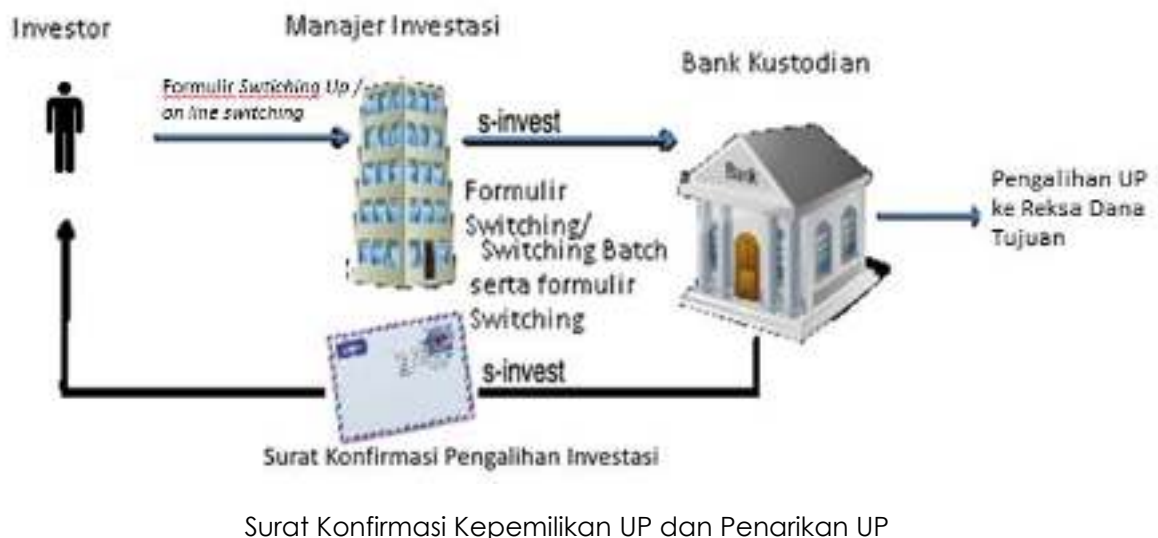 Investor
Manajer Investasi
Bank Kustodian
Formulir Swtiching Up /
on line switching
s-invest
Bank
Formulir
Switching/
Switching Batch
serta formulir
Switching
Pengalihan UP
ke Reksa Dana
Tujuan
s-invest
Surat Konfirmasi Pengalihan Investasi
Surat Konfirmasi Kepemilikan UP dan Penarikan UP